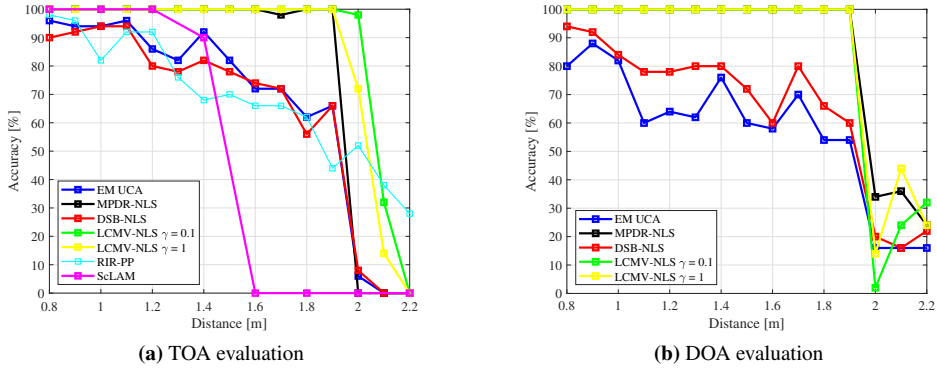 100
90
80
70
60
50
40
30
20
10
0
Accuracy [%]
EM UCA
MPDR-NLS
DSB-NLS
LCMV-NLS γ = 0.1
LCMV-NLS γ = 1
RIR-PP
ScLAM
0.8 1 1.2 1.4 1.6 1.8 2 2.2
Distance [m]
(a) TOA evaluation
100
90
80
70
60
50
40
30
20
10
0
Accuracy [%]
EM UCA
MPDR-NLS
DSB-NLS
LCMV-NLS γ = 0.1
LCMV-NLS γ = 1
0.8 1 1.2 1.4 1.6 1.8 2 2.2
Distance [m]
(b) DOA evaluation